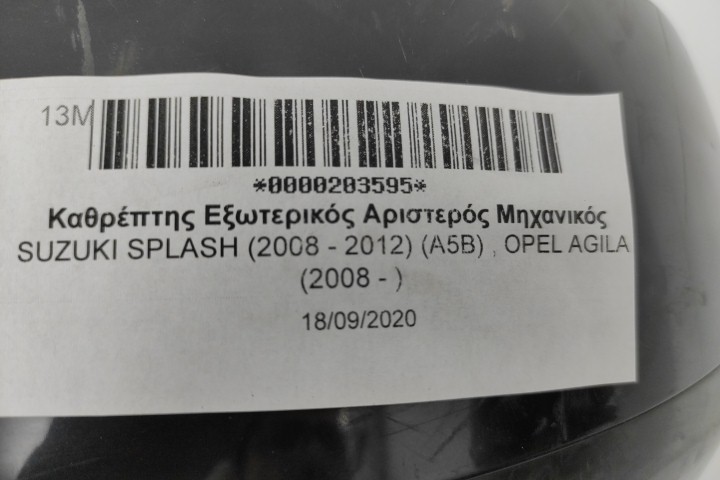 13M
*0000203595*
Καθρέπτης Εξωτερικός Αριστερός Μηχανικός
SUZUKI SPLASH (2008 - 2012) (A5B) , OPEL AGILA
(2008 - )
18/09/2020